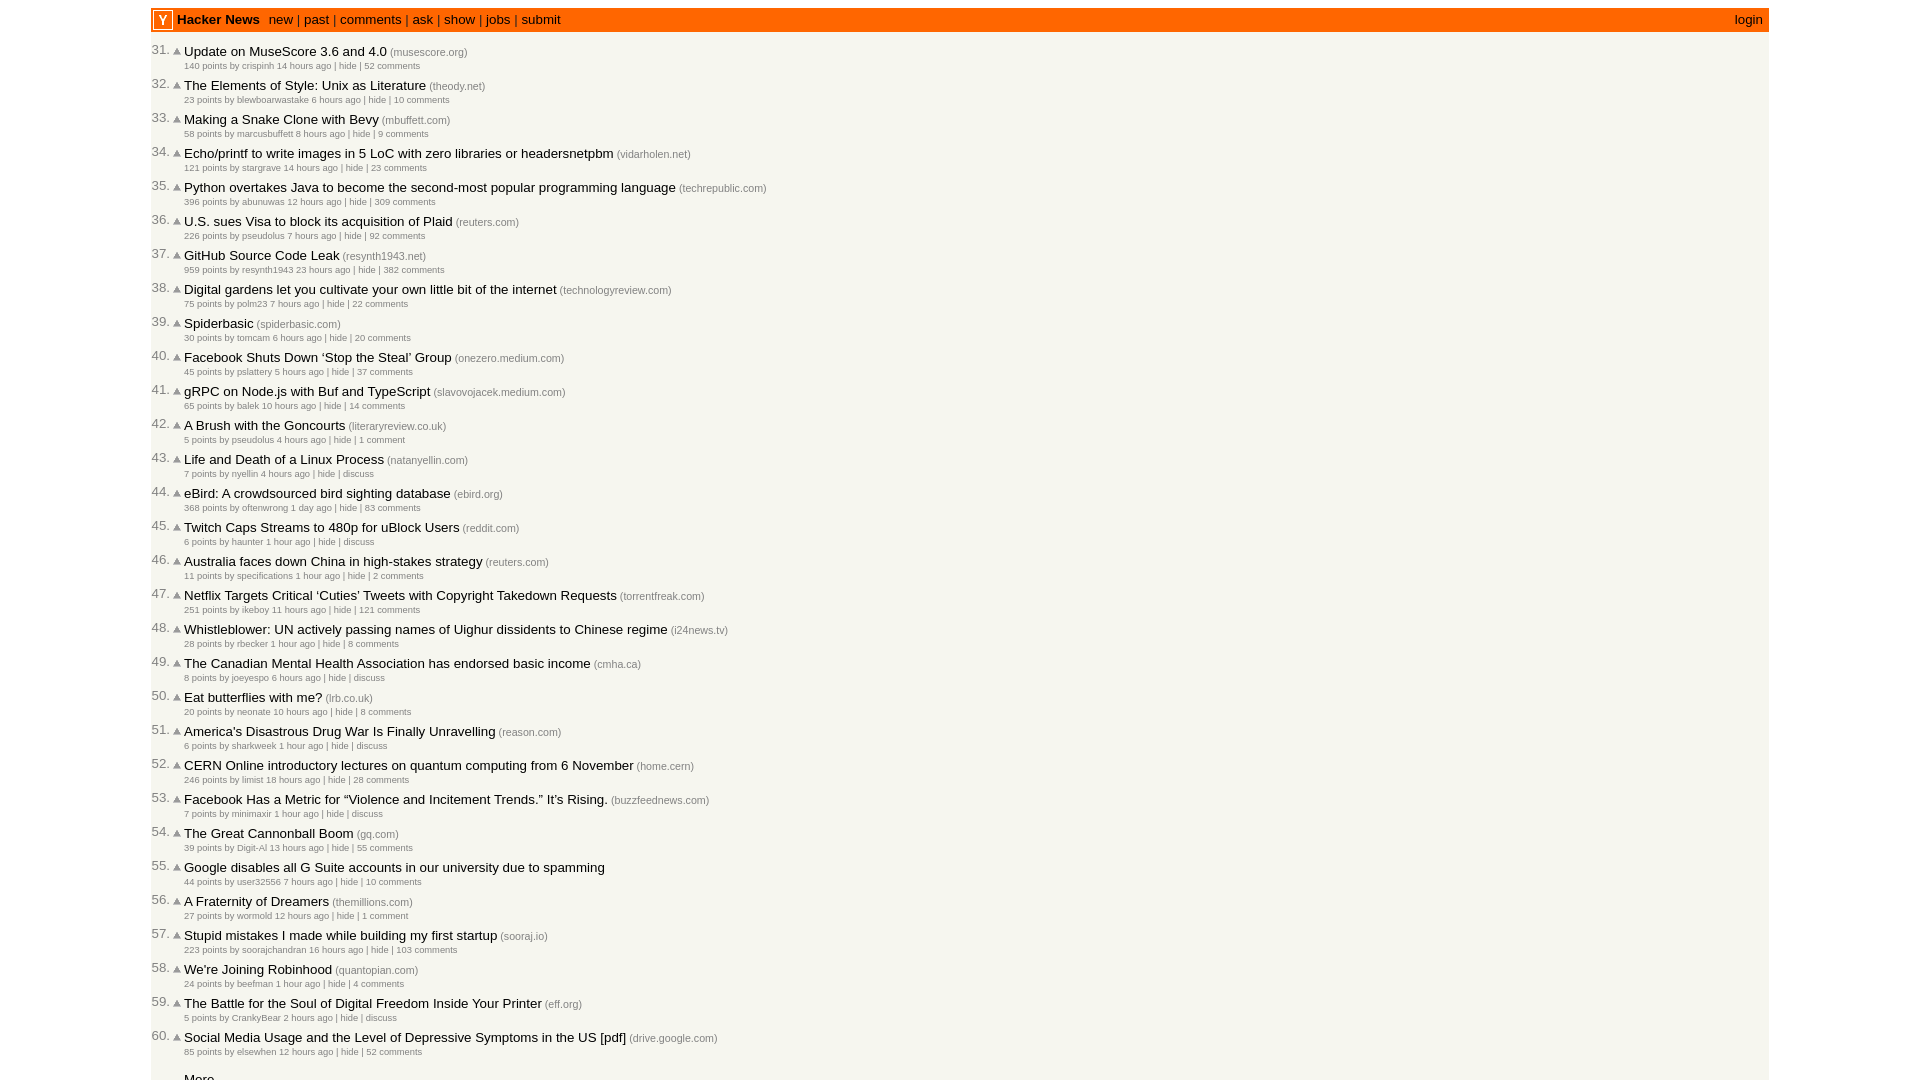 Y Hacker News new | past | comments | ask | show | jobs | submit login
31. Update on MuseScore 3.6 and 4.0 (musescore.org)
140 points by crispinh 14 hours ago | hide | 52 comments
32. The Elements of Style: Unix as Literature (theody.net)
23 points by blewboarwastake 6 hours ago | hide | 10 comments
33. Making a Snake Clone with Bevy (mbuffett.com)
58 points by marcusbuffett 8 hours ago | hide | 9 comments
34. Echo/printf to write images in 5 LoC with zero libraries or headersnetpbm (vidarholen.net)
121 points by stargrave 14 hours ago | hide | 23 comments
35. Python overtakes Java to become the second-most popular programming language (techrepublic.com)
396 points by abunuwas 12 hours ago | hide | 309 comments
36. U.S. sues Visa to block its acquisition of Plaid (reuters.com)
226 points by pseudolus 7 hours ago | hide | 92 comments
37. GitHub Source Code Leak (resynth1943.net)
959 points by resynth1943 23 hours ago | hide | 382 comments
38. Digital gardens let you cultivate your own little bit of the internet (technologyreview.com)
75 points by polm23 7 hours ago | hide | 22 comments
39. Spiderbasic (spiderbasic.com)
30 points by tomcam 6 hours ago | hide | 20 comments
40. Facebook Shuts Down ‘Stop the Steal’ Group (onezero.medium.com)
45 points by pslattery 5 hours ago | hide | 37 comments
41. gRPC on Node.js with Buf and TypeScript (slavovojacek.medium.com)
65 points by balek 10 hours ago | hide | 14 comments
42. A Brush with the Goncourts (literaryreview.co.uk)
5 points by pseudolus 4 hours ago | hide | 1 comment
43. Life and Death of a Linux Process (natanyellin.com)
7 points by nyellin 4 hours ago | hide | discuss
44. eBird: A crowdsourced bird sighting database (ebird.org)
368 points by oftenwrong 1 day ago | hide | 83 comments
45. Twitch Caps Streams to 480p for uBlock Users (reddit.com)
6 points by haunter 1 hour ago | hide | discuss
46. Australia faces down China in high-stakes strategy (reuters.com)
11 points by specifications 1 hour ago | hide | 2 comments
47. Netflix Targets Critical ‘Cuties’ Tweets with Copyright Takedown Requests (torrentfreak.com)
251 points by ikeboy 11 hours ago | hide | 121 comments
48. Whistleblower: UN actively passing names of Uighur dissidents to Chinese regime (i24news.tv)
28 points by rbecker 1 hour ago | hide | 8 comments
49. The Canadian Mental Health Association has endorsed basic income (cmha.ca)
8 points by joeyespo 6 hours ago | hide | discuss
50. Eat butterflies with me? (lrb.co.uk)
20 points by neonate 10 hours ago | hide | 8 comments
51. America's Disastrous Drug War Is Finally Unravelling (reason.com)
6 points by sharkweek 1 hour ago | hide | discuss
52. CERN Online introductory lectures on quantum computing from 6 November (home.cern)
246 points by limist 18 hours ago | hide | 28 comments
53. Facebook Has a Metric for “Violence and Incitement Trends.” It’s Rising. (buzzfeednews.com)
7 points by minimaxir 1 hour ago | hide | discuss
54. The Great Cannonball Boom (gq.com)
39 points by Digit-Al 13 hours ago | hide | 55 comments
55. Google disables all G Suite accounts in our university due to spamming
44 points by user32556 7 hours ago | hide | 10 comments
56. A Fraternity of Dreamers (themillions.com)
27 points by wormold 12 hours ago | hide | 1 comment
57. Stupid mistakes I made while building my first startup (sooraj.io)
223 points by soorajchandran 16 hours ago | hide | 103 comments
58. We're Joining Robinhood (quantopian.com)
24 points by beefman 1 hour ago | hide | 4 comments
59. The Battle for the Soul of Digital Freedom Inside Your Printer (eff.org)
5 points by CrankyBear 2 hours ago | hide | discuss
60. Social Media Usage and the Level of Depressive Symptoms in the US [pdf] (drive.google.com)
85 points by elsewhen 12 hours ago | hide | 52 comments
More